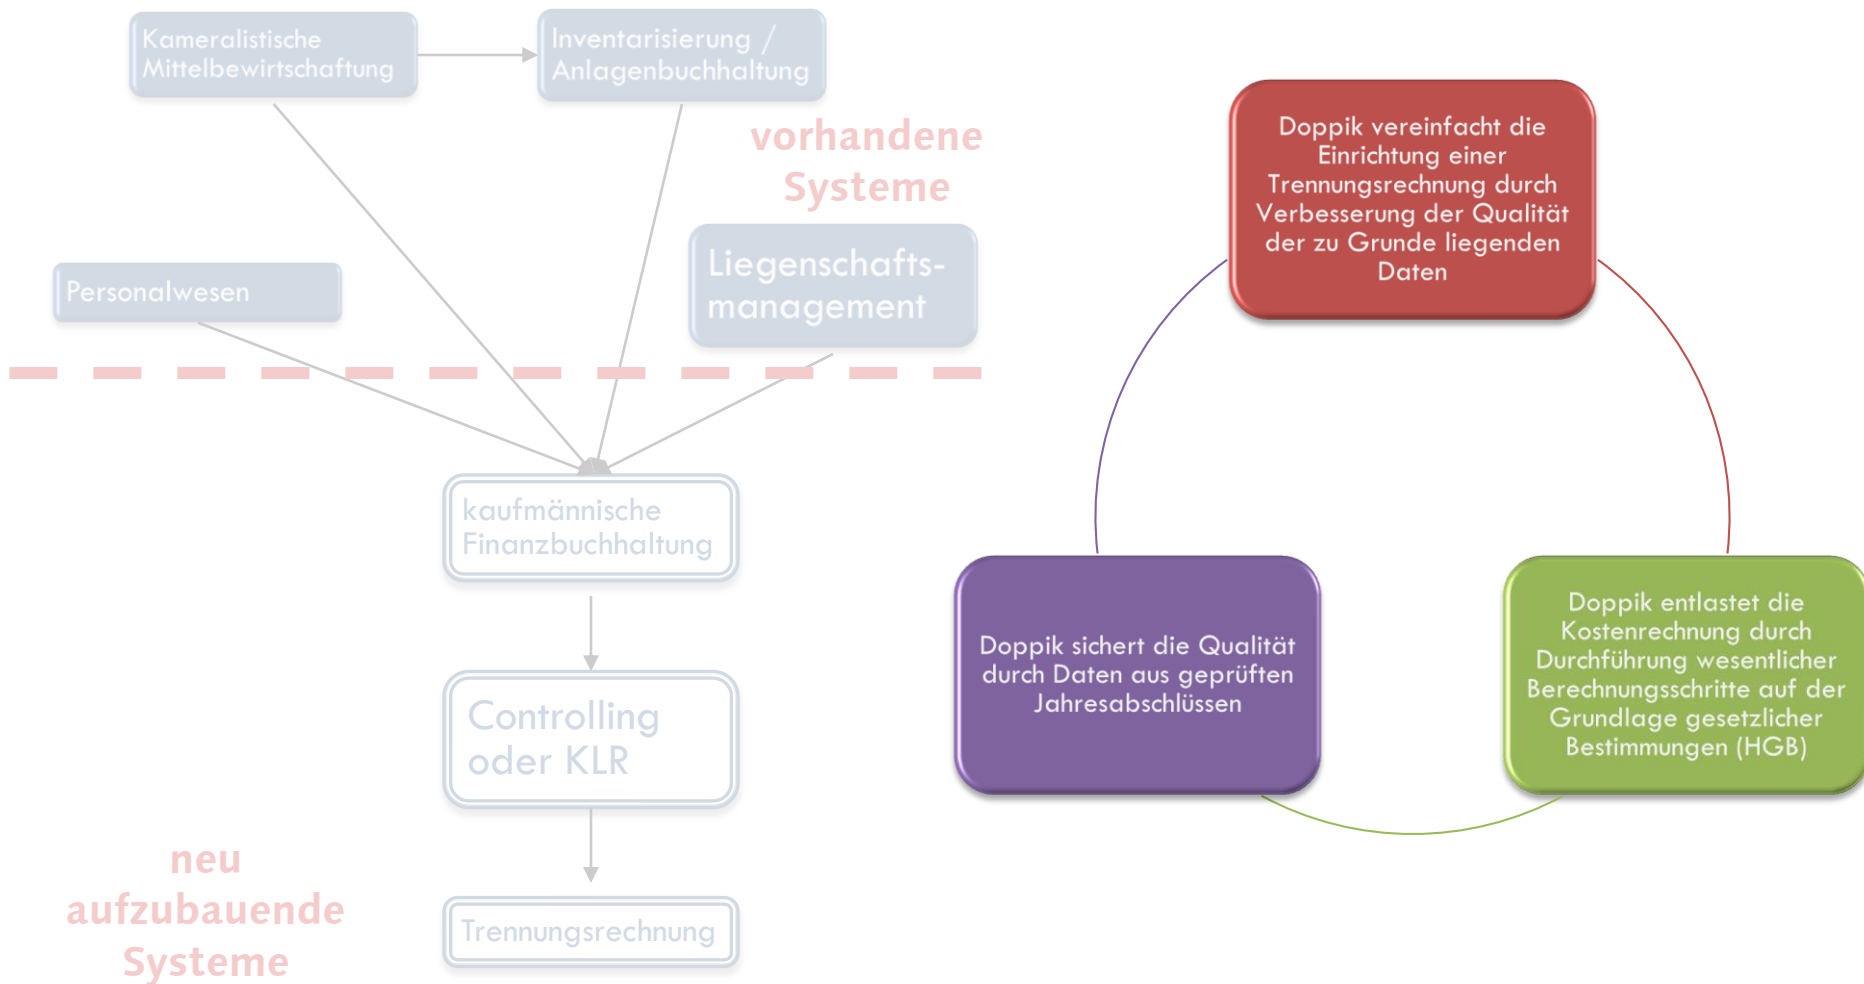 Kameralistische
Mittelbewirtschaftung
Inventarisierung /
Anlagenbuchhaltung
vorhandene
Systeme
Personalwesen
Liegenschafts-
management
kaufmännische
Finanzbuchhaltung
Controlling
oder KLR
neu
aufzubauende
Systeme
Trennungsrechnung
Doppik vereinfacht die
Einrichtung einer
Trennungsrechnung durch
Verbesserung der Qualität
der zu Grunde liegenden
Daten
Doppik sichert die Qualität
durch Daten aus geprüften
Jahresabschlüssen
Doppik entlastet die
Kostenrechnung durch
Durchführung wesentlicher
Berechnungsschritte auf der
Grundlage gesetzlicher
Bestimmungen (HGB)